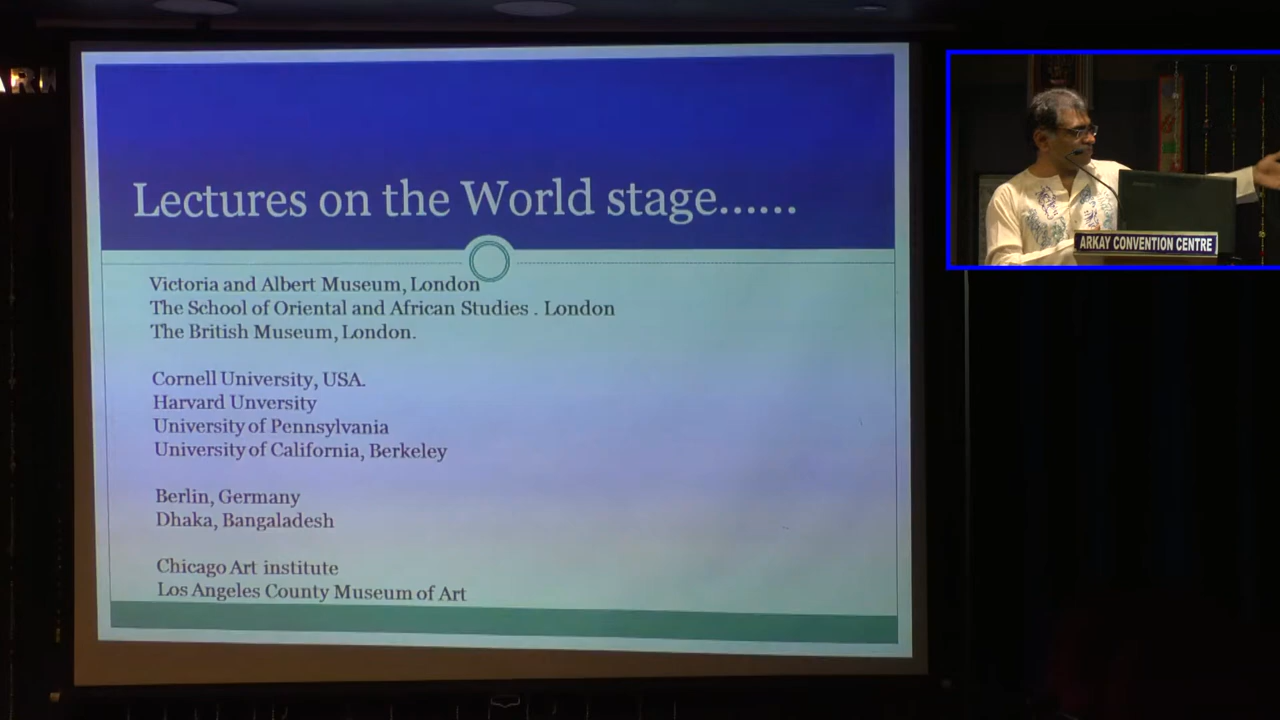 Lectures on the World stage......
Victoria and Albert Museum, London
The School of Oriental and African Studies . London
The British Museum, London.
Cornell University, USA.
Harvard Unversity
University of Pennsylvania
University of California, Berkeley
Berlin, Germany
Dhaka, Bangaladesh
Chicago Art institute
Los Angeles County Museum of Art
ARKAY CONVENTION CENTRE